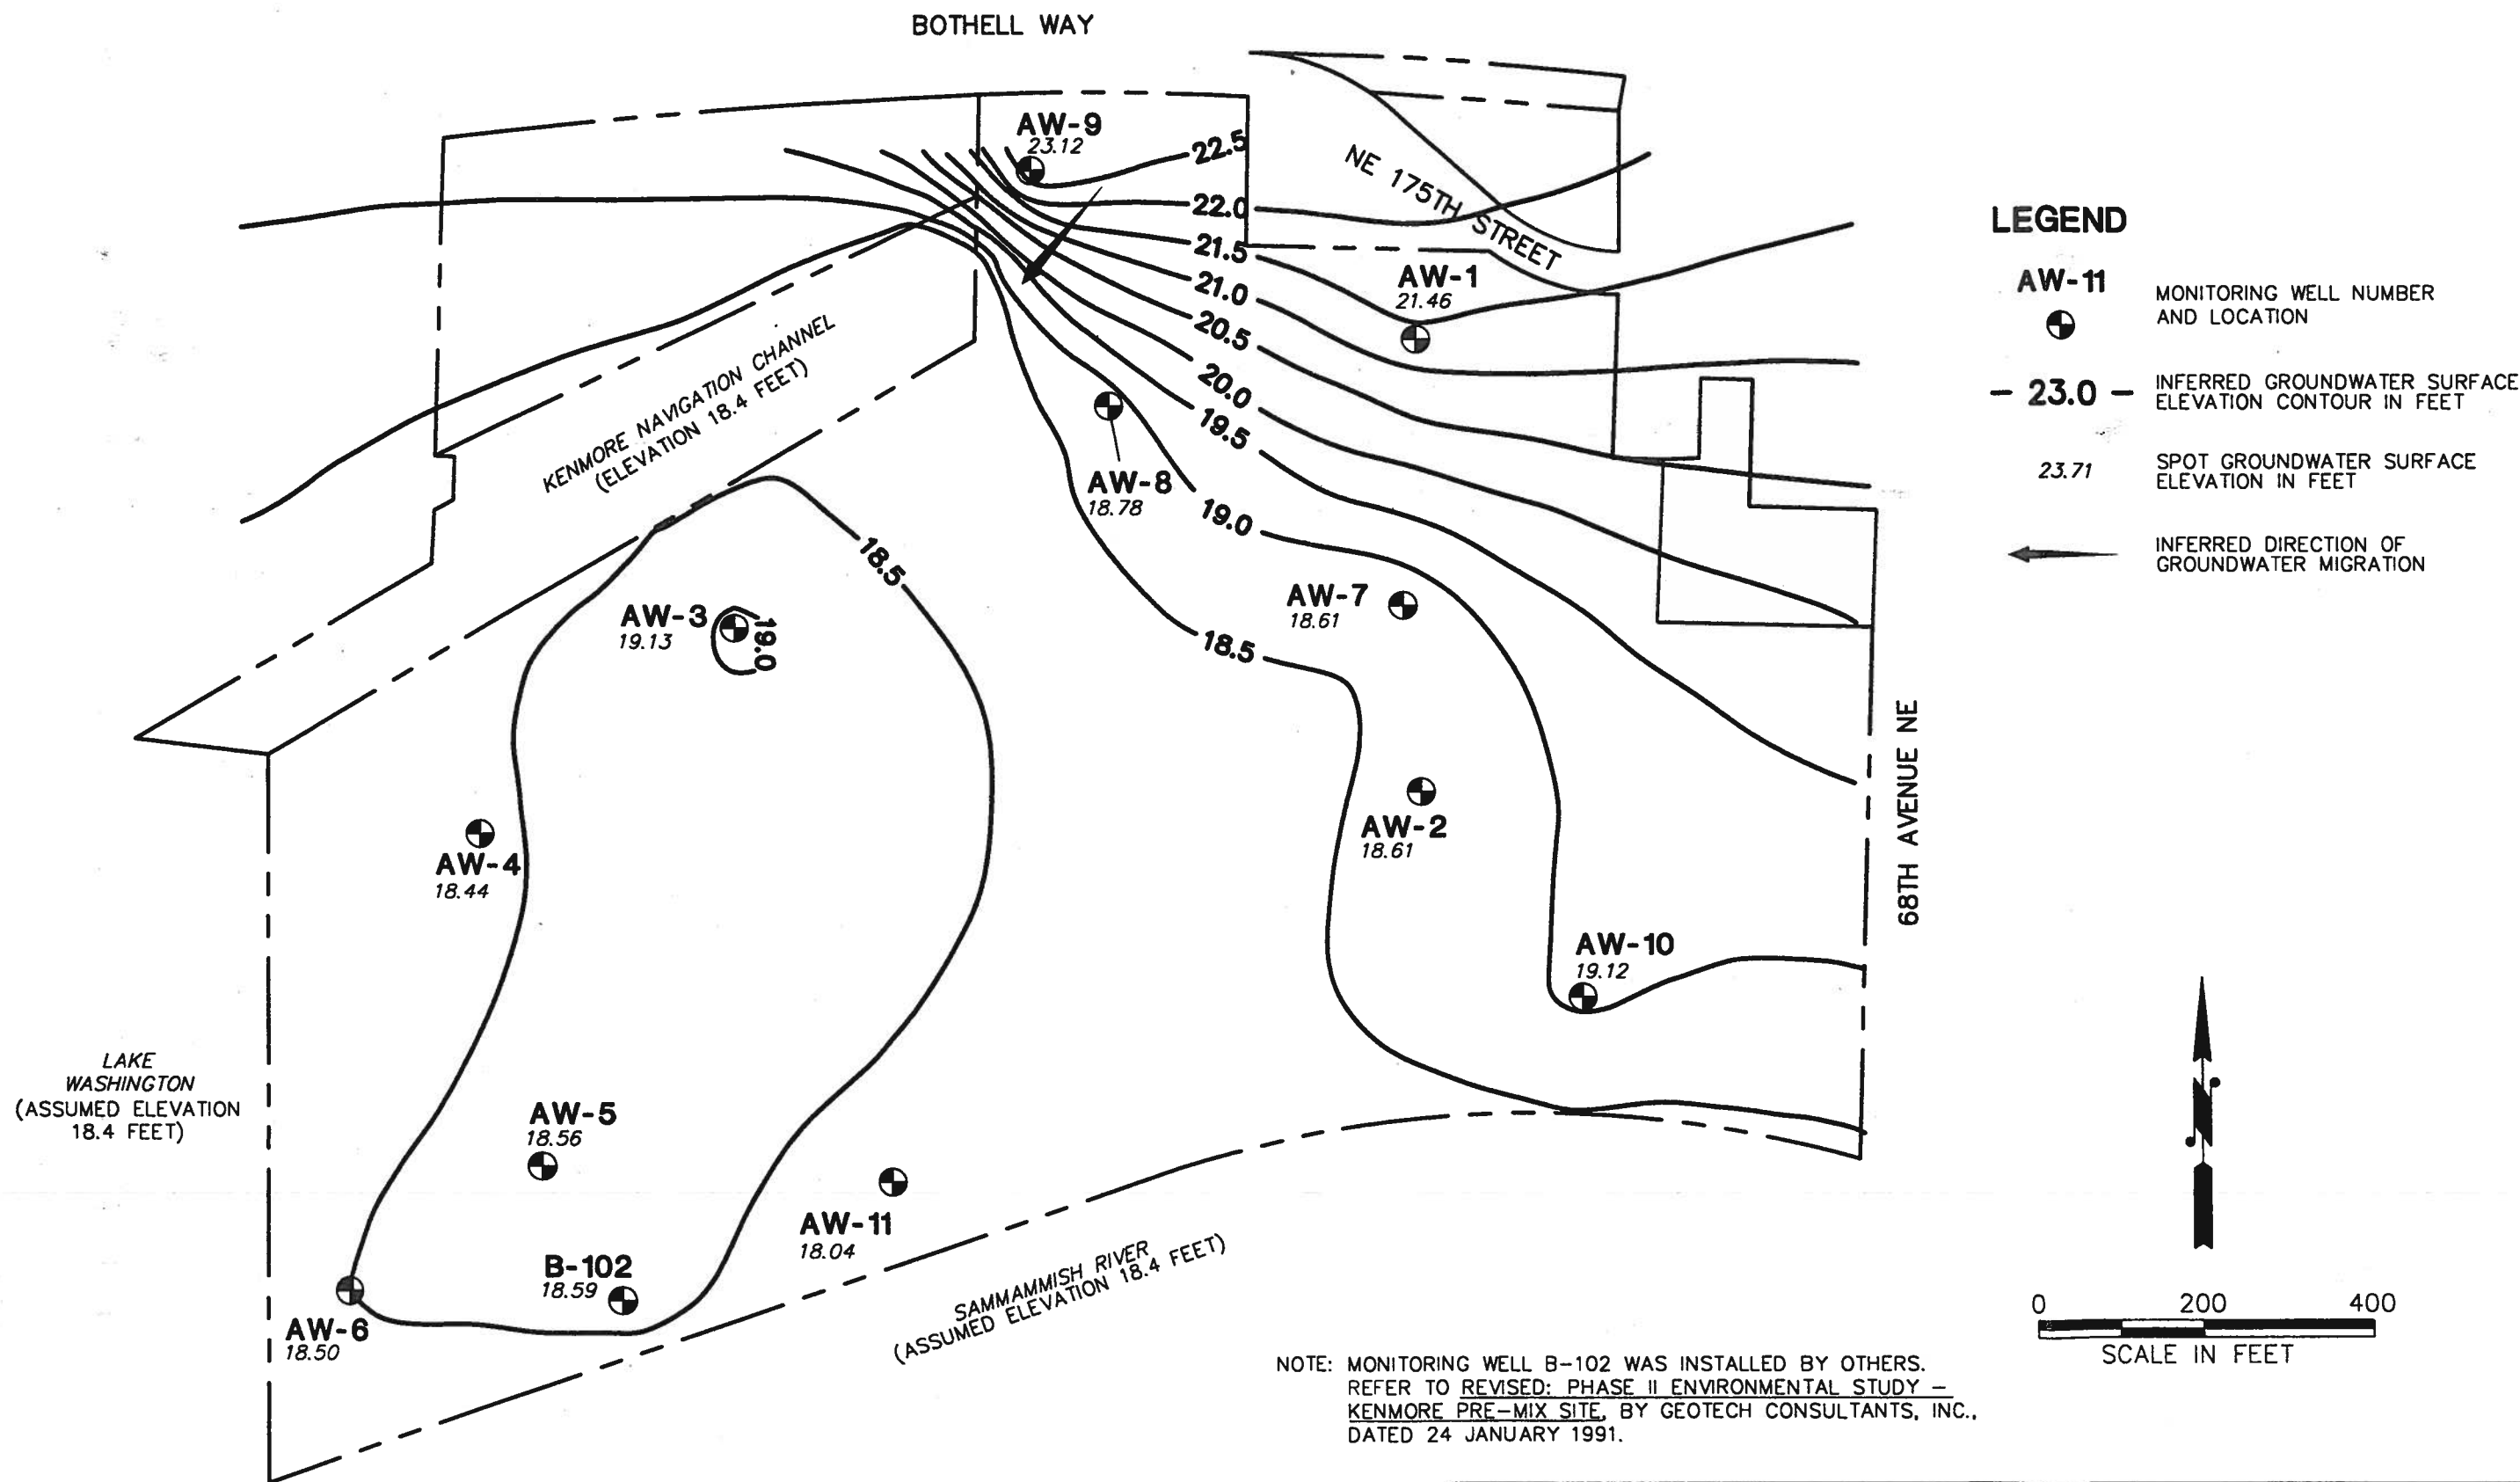 BOTHELL WAY
AW-9
23.12
22.5
22.0
21.5
21.0
20.5
20.0
19.5
19.0
18.5
NE 175TH STREET
AW-1
21.46
KENMORE NAVIGATION CHANNEL
(ELEVATION 18.4 FEET)
AW-8
18.78
18.5
AW-3
19.13
19.0
AW-7
18.61
AW-2
18.61
AW-4
18.44
AW-10
19.12
68TH AVENUE NE
LAKE
WASHINGTON
(ASSUMED ELEVATION
18.4 FEET)
AW-5
18.56
AW-11
18.04
B-102
18.59
AW-6
18.50
SAMMAMMISH RIVER
(ASSUMED ELEVATION 18.4 FEET)
LEGEND
AW-11
MONITORING WELL NUMBER
AND LOCATION
- 23.0 -
INFERRED GROUNDWATER SURFACE
ELEVATION CONTOUR IN FEET
23.71
SPOT GROUNDWATER SURFACE
ELEVATION IN FEET
INFERRED DIRECTION OF
GROUNDWATER MIGRATION
N
0 200 400
SCALE IN FEET
NOTE: MONITORING WELL B-102 WAS INSTALLED BY OTHERS.
REFER TO REVISED: PHASE II ENVIRONMENTAL STUDY -
KENMORE PRE-MIX SITE, BY GEOTECH CONSULTANTS, INC.,
DATED 24 JANUARY 1991.